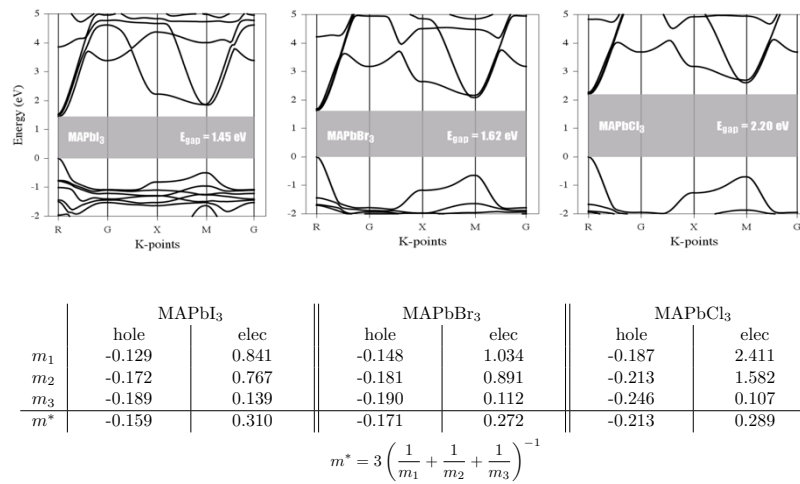 5 5 5
4 4 4
3 3 3
2 2 2
1 1 1
0 0 0
-1 -1 -1
-2 -2 -2
Energy (eV)
MAPbI3 Egap = 1.45 eV
MAPbBr3 Egap = 1.62 eV
MAPbCl3 Egap = 2.20 eV
R G X M G R G X M G R G X M G
K-points K-points K-points
MAPbI₃ MAPbBr₃ MAPbCl₃
hole elec hole elec hole elec
m₁ -0.129 0.841 -0.148 1.034 -0.187 2.411
m₂ -0.172 0.767 -0.181 0.891 -0.213 1.582
m₃ -0.189 0.139 -0.190 0.112 -0.246 0.107
m* -0.159 0.310 -0.171 0.272 -0.213 0.289
m* = 3 (1/m₁ + 1/m₂ + 1/m₃)⁻¹